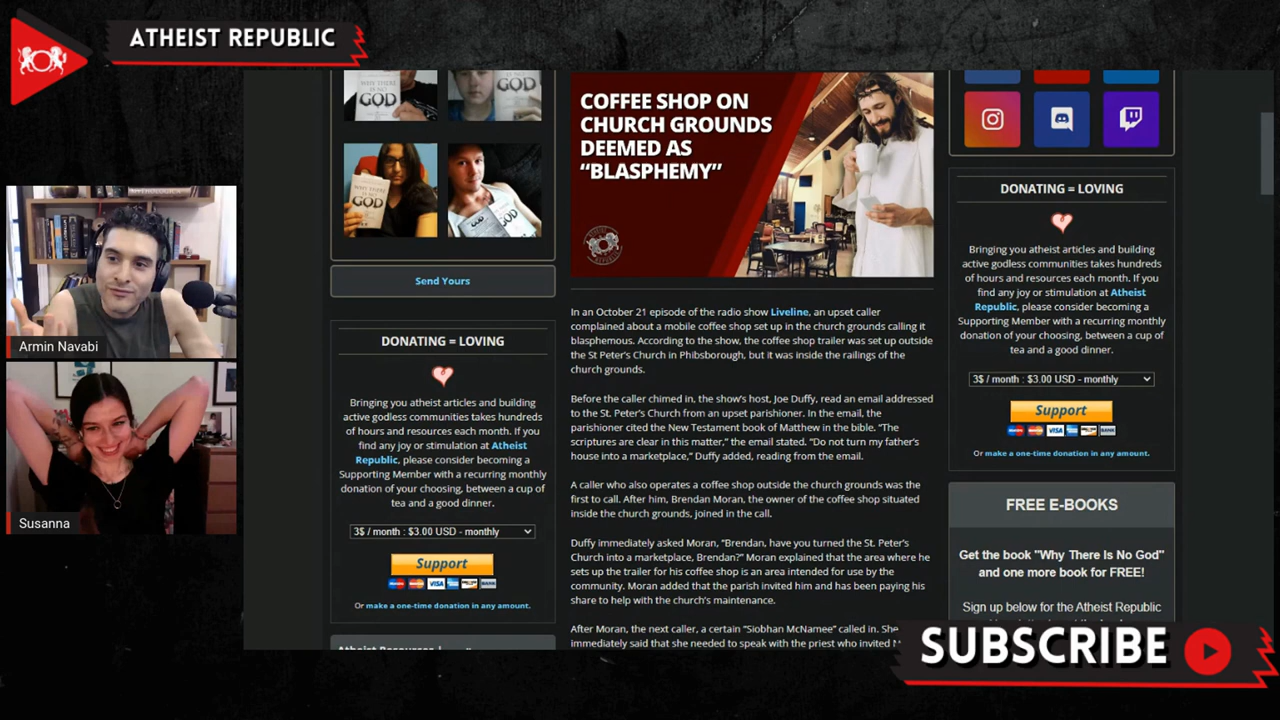 ATHEIST REPUBLIC
Armin Navabi
Susanna
WHY THERE
IS NO
GOD
GOD
WHY THERE
IS NO
GOD
GOD
Send Yours
DONATING = LOVING
Bringing you atheist articles and building
active godless communities takes hundreds
of hours and resources each month. If you
find any joy or stimulation at Atheist
Republic, please consider becoming a
Supporting Member with a recurring monthly
donation of your choosing, between a cup of
tea and a good dinner.
3$ / month : $3.00 USD - monthly
Support
VISA
BANK
Or make a one-time donation in any amount.
COFFEE SHOP ON
CHURCH GROUNDS
DEEMED AS
“BLASPHEMY”
In an October 21 episode of the radio show Liveline, an upset caller
complained about a mobile coffee shop set up in the church grounds calling it
blasphemous. According to the show, the coffee shop trailer was set up outside
the St Peter's Church in Phibsborough, but it was inside the railings of the
church grounds.
Before the caller chimed in, the show's host, Joe Duffy, read an email addressed
to the St. Peter's Church from an upset parishioner. In the email, the
parishioner cited the New Testament book of Matthew in the bible. “The
scriptures are clear in this matter,” the email stated. “Do not turn my father's
house into a marketplace,” Duffy added, reading from the email.
A caller who also operates a coffee shop outside the church grounds was the
first to call. After him, Brendan Moran, the owner of the coffee shop situated
inside the church grounds, joined in the call.
Duffy immediately asked Moran, “Brendan, have you turned the St. Peter's
Church into a marketplace, Brendan?” Moran explained that the area where he
sets up the trailer for his coffee shop is an area intended for use by the
community. Moran added that the parish invited him and has been paying his
share to help with the church's maintenance.
After Moran, the next caller, a certain “Siobhan McNamee” called in. She
immediately said that she needed to speak with the priest who invited
DONATING = LOVING
Bringing you atheist articles and building
active godless communities takes hundreds
of hours and resources each month. If you
find any joy or stimulation at Atheist
Republic, please consider becoming a
Supporting Member with a recurring monthly
donation of your choosing, between a cup of
tea and a good dinner.
3$ / month : $3.00 USD - monthly
Support
VISA
BANK
Or make a one-time donation in any amount.
FREE E-BOOKS
Get the book "Why There Is No God"
and one more book for FREE!
Sign up below for the Atheist Republic
SUBSCRIBE